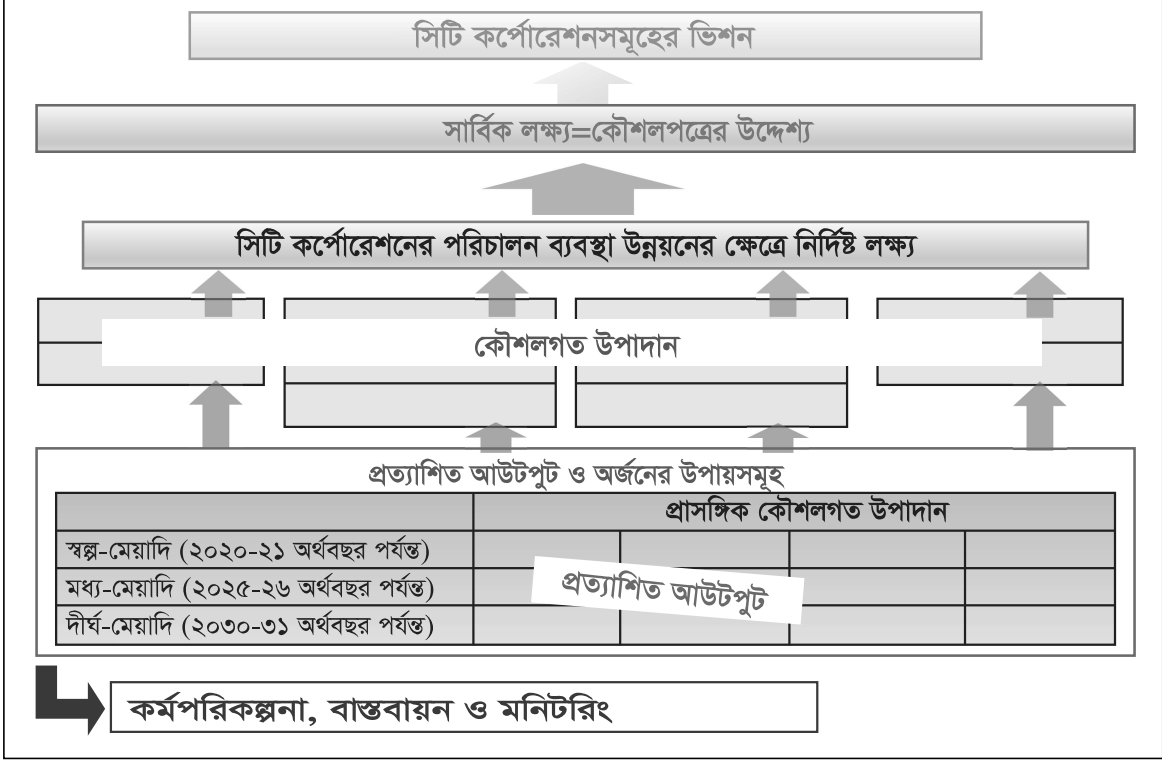 সিটি কর্পোরেশনসমূহের ভিশন
সার্বিক লক্ষ্য=কৌশলপত্রের উদ্দেশ্য
সিটি কর্পোরেশনের পরিচালন ব্যবস্থা উন্নয়নের ক্ষেত্রে নির্দিষ্ট লক্ষ্য
কৌশলগত উপাদান
প্রত্যাশিত আউটপুট ও অর্জনের উপায়সমূহ
প্রাসঙ্গিক কৌশলগত উপাদান
স্বল্প-মেয়াদি (২০২০-২১ অর্থবছর পর্যন্ত)
মধ্য-মেয়াদি (২০২৫-২৬ অর্থবছর পর্যন্ত)
দীর্ঘ-মেয়াদি (২০৩০-৩১ অর্থবছর পর্যন্ত)
প্রত্যাশিত আউটপুট
কর্মপরিকল্পনা, বাস্তবায়ন ও মনিটরিং